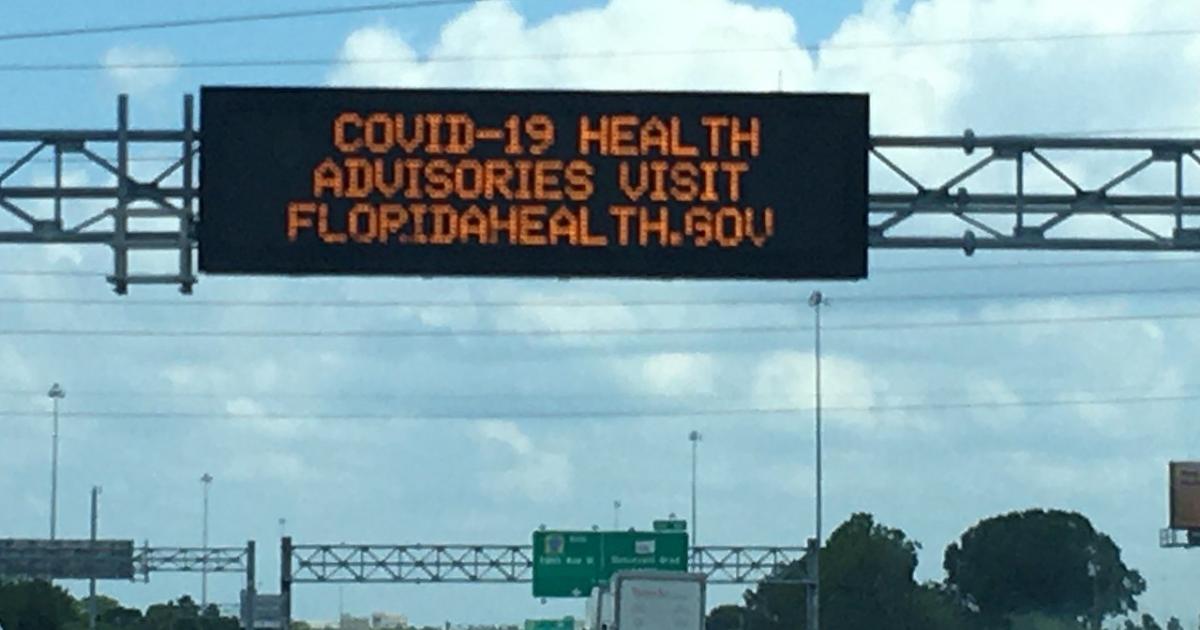 COVID-19 HEALTH
ADVISORIES VISIT
FLORIDAHEALTH.GOV